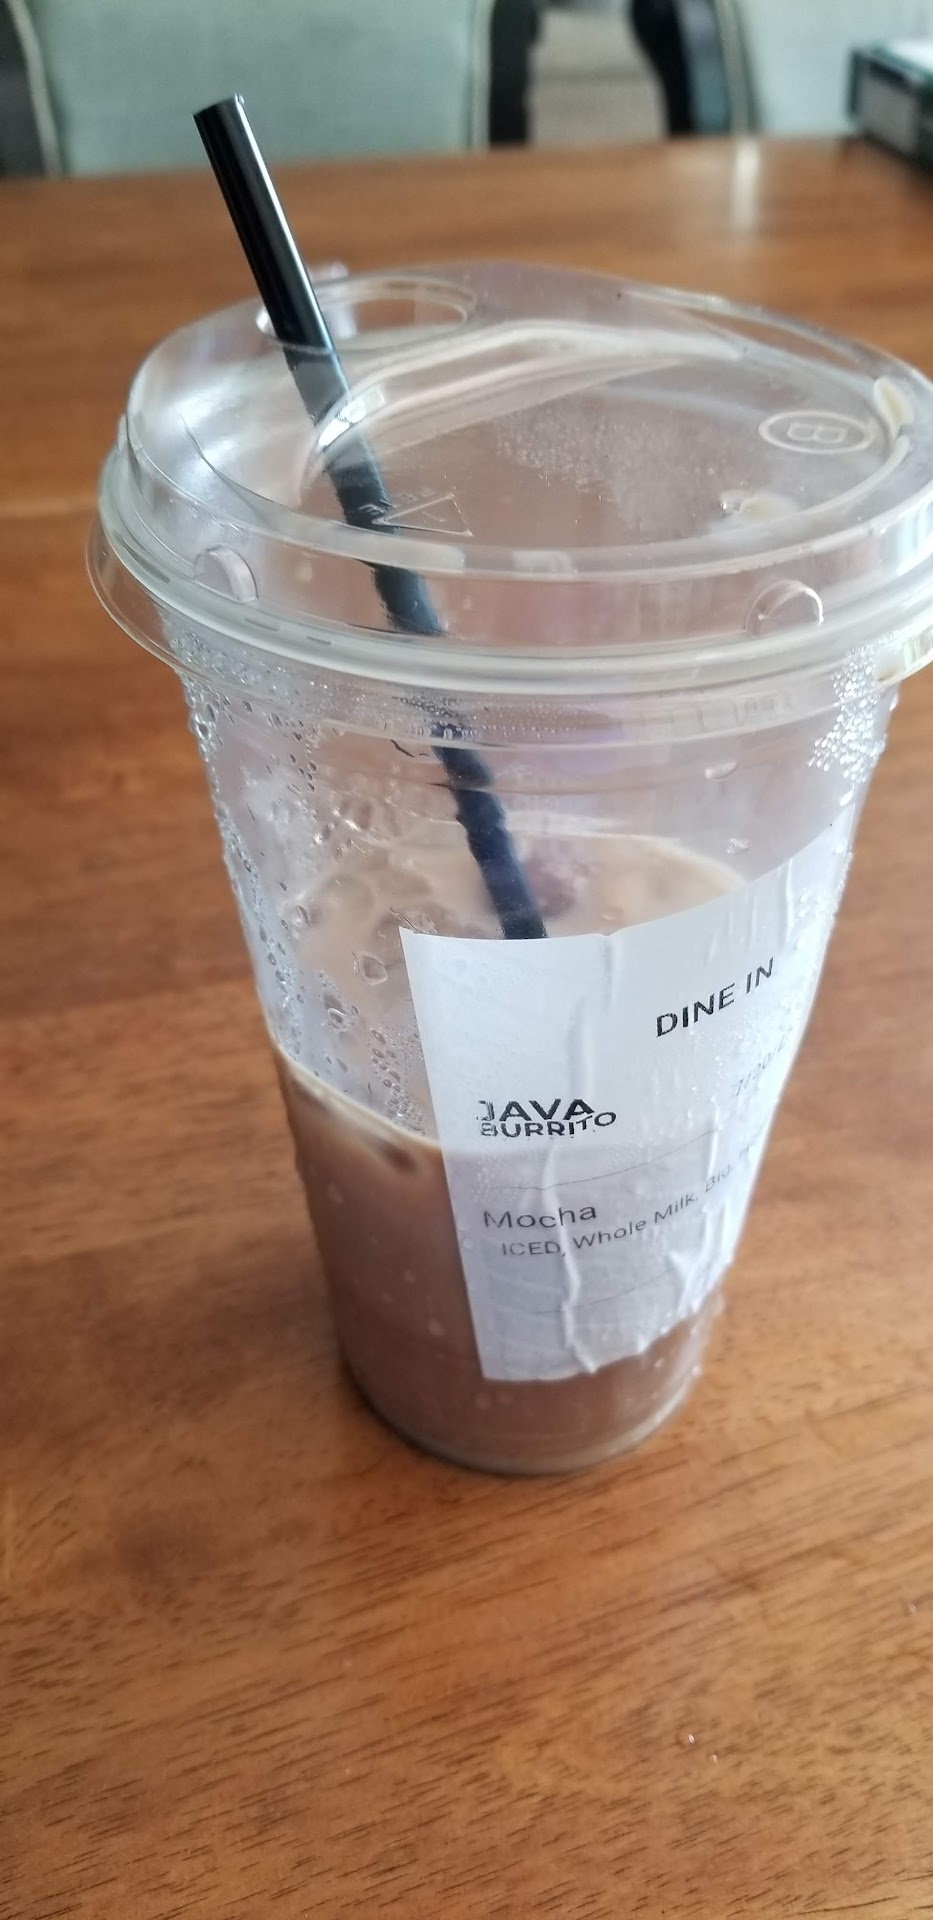 DINE IN
JAVA
BURRITO
Mocha
ICED, Whole Milk,
B